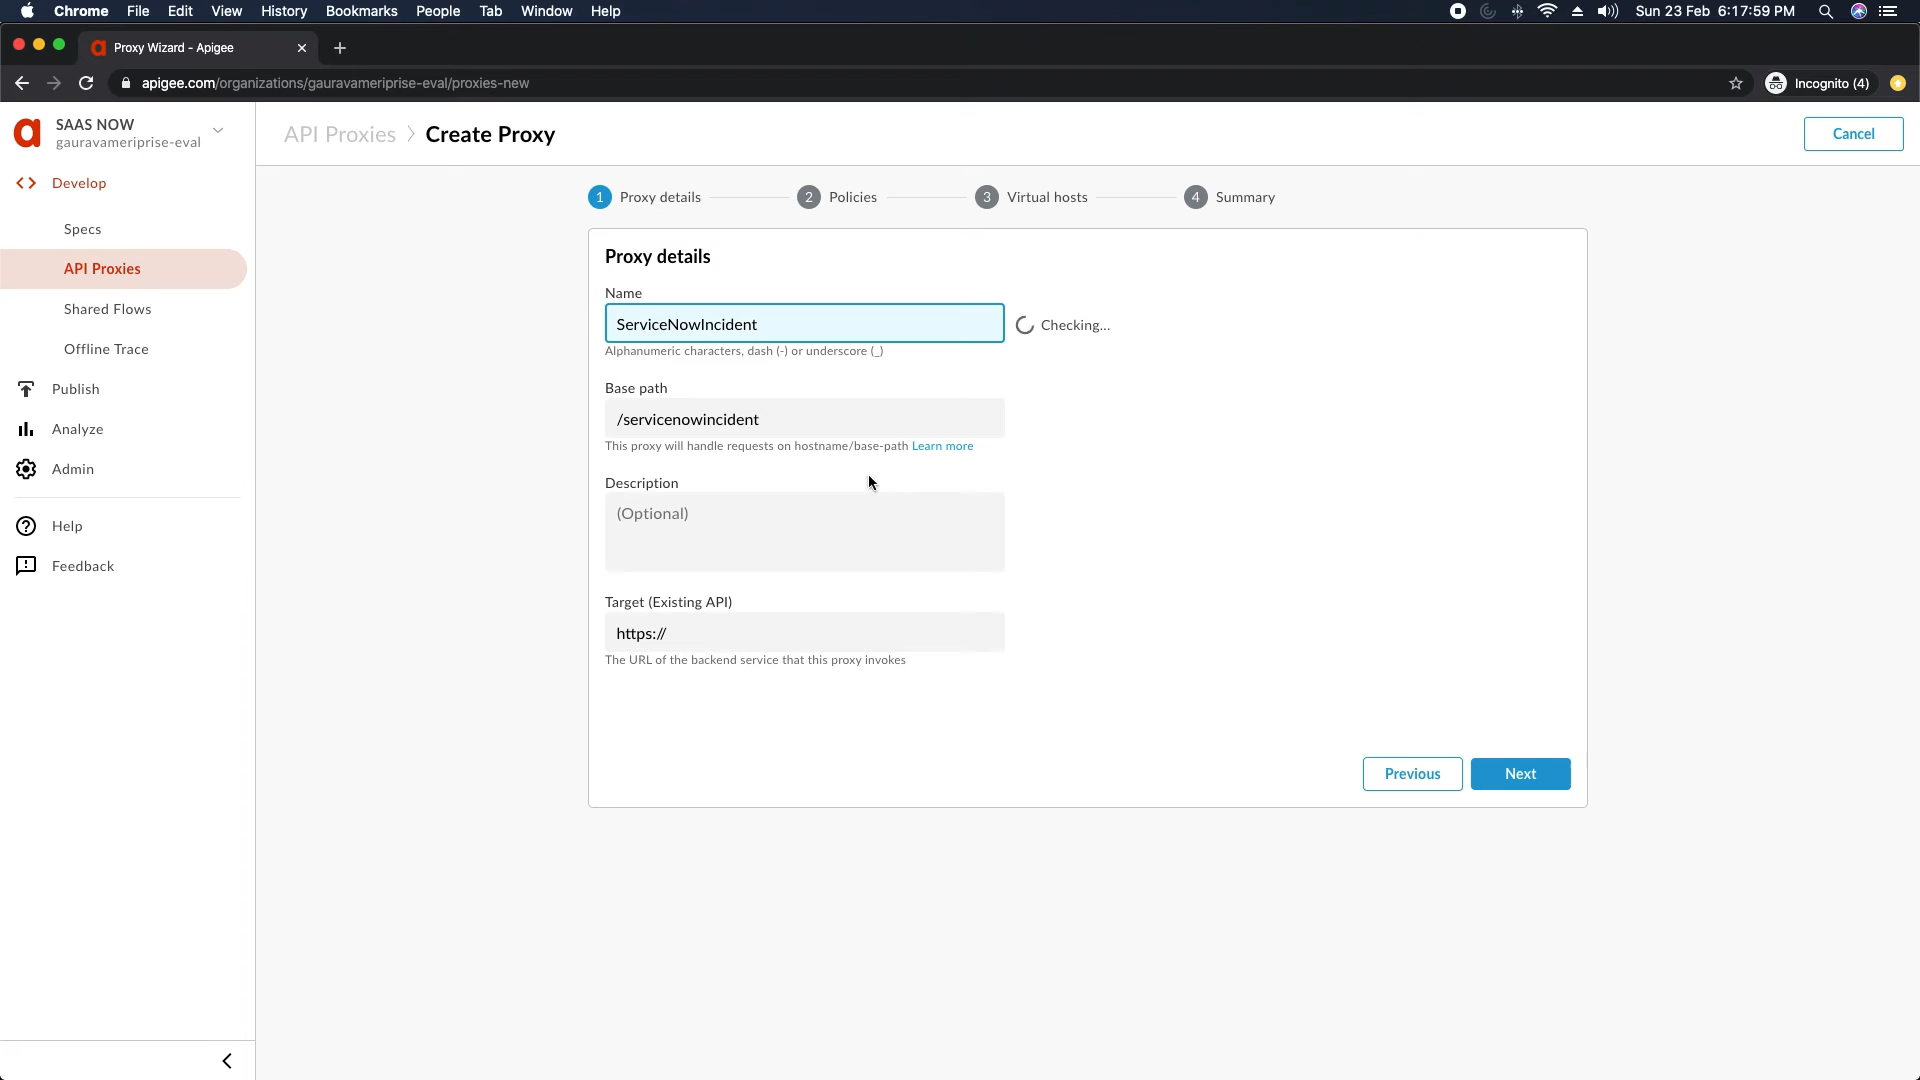 Chrome File Edit View History Bookmarks People Tab Window Help
Sun 23 Feb 6:17:59 PM
Proxy Wizard - Apigee
apigee.com/organizations/gauravameriprise-eval/proxies-new
Incognito (4)
SAAS NOW
gauravameriprise-eval
API Proxies > Create Proxy
Cancel
Develop
Specs
API Proxies
Shared Flows
Offline Trace
Publish
Analyze
Admin
Help
Feedback
1 Proxy details
2 Policies
3 Virtual hosts
4 Summary
Proxy details
Name
ServiceNowIncident
Checking...
Alphanumeric characters, dash (-) or underscore (_)
Base path
/servicenowincident
This proxy will handle requests on hostname/base-path Learn more
Description
(Optional)
Target (Existing API)
https://
The URL of the backend service that this proxy invokes
Previous
Next